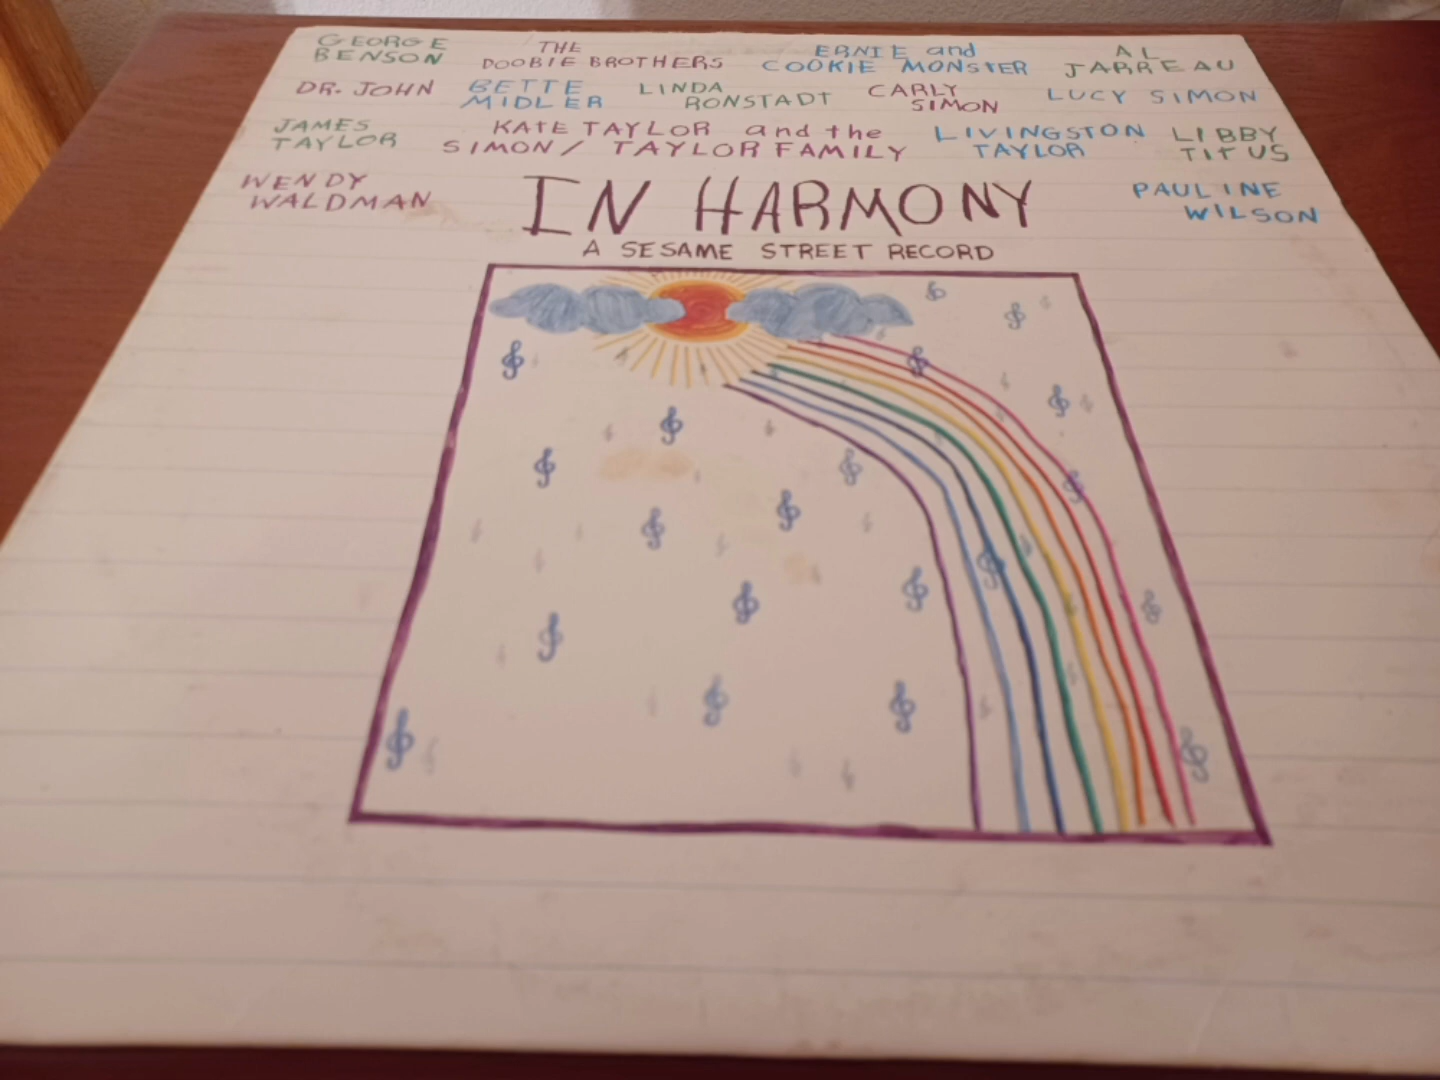 GEORGE THE ERNIE and AL
BENSON DOOBIE BROTHERS COOKIE MONSTER JARREAU
DR. JOHN BETTE LINDA CARLY LUCY SIMON
MIDLER RONSTADT SIMON
JAMES KATE TAYLOR and the LIVINGSTON LIBBY
TAYLOR SIMON/ TAYLOR FAMILY TAYLOR TITUS
WENDY PAULINE
WALDMAN IN HARMONY WILSON
A SESAME STREET RECORD